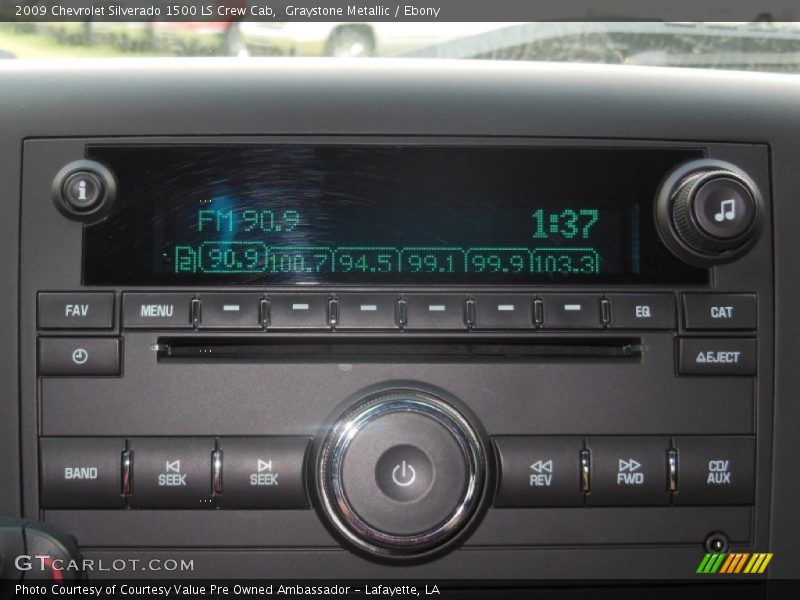 2009 Chevrolet Silverado 1500 LS Crew Cab,  Graystone Metallic / Ebony
i
FM 90.9 1:37
90.9 100.7 94.5 99.1 99.9 103.3
FAV MENU EQ CAT
EJECT
BAND SEEK SEEK REV FWD CD/
AUX
GTCARLOT.COM
Photo Courtesy of Courtesy Value Pre Owned Ambassador - Lafayette, LA